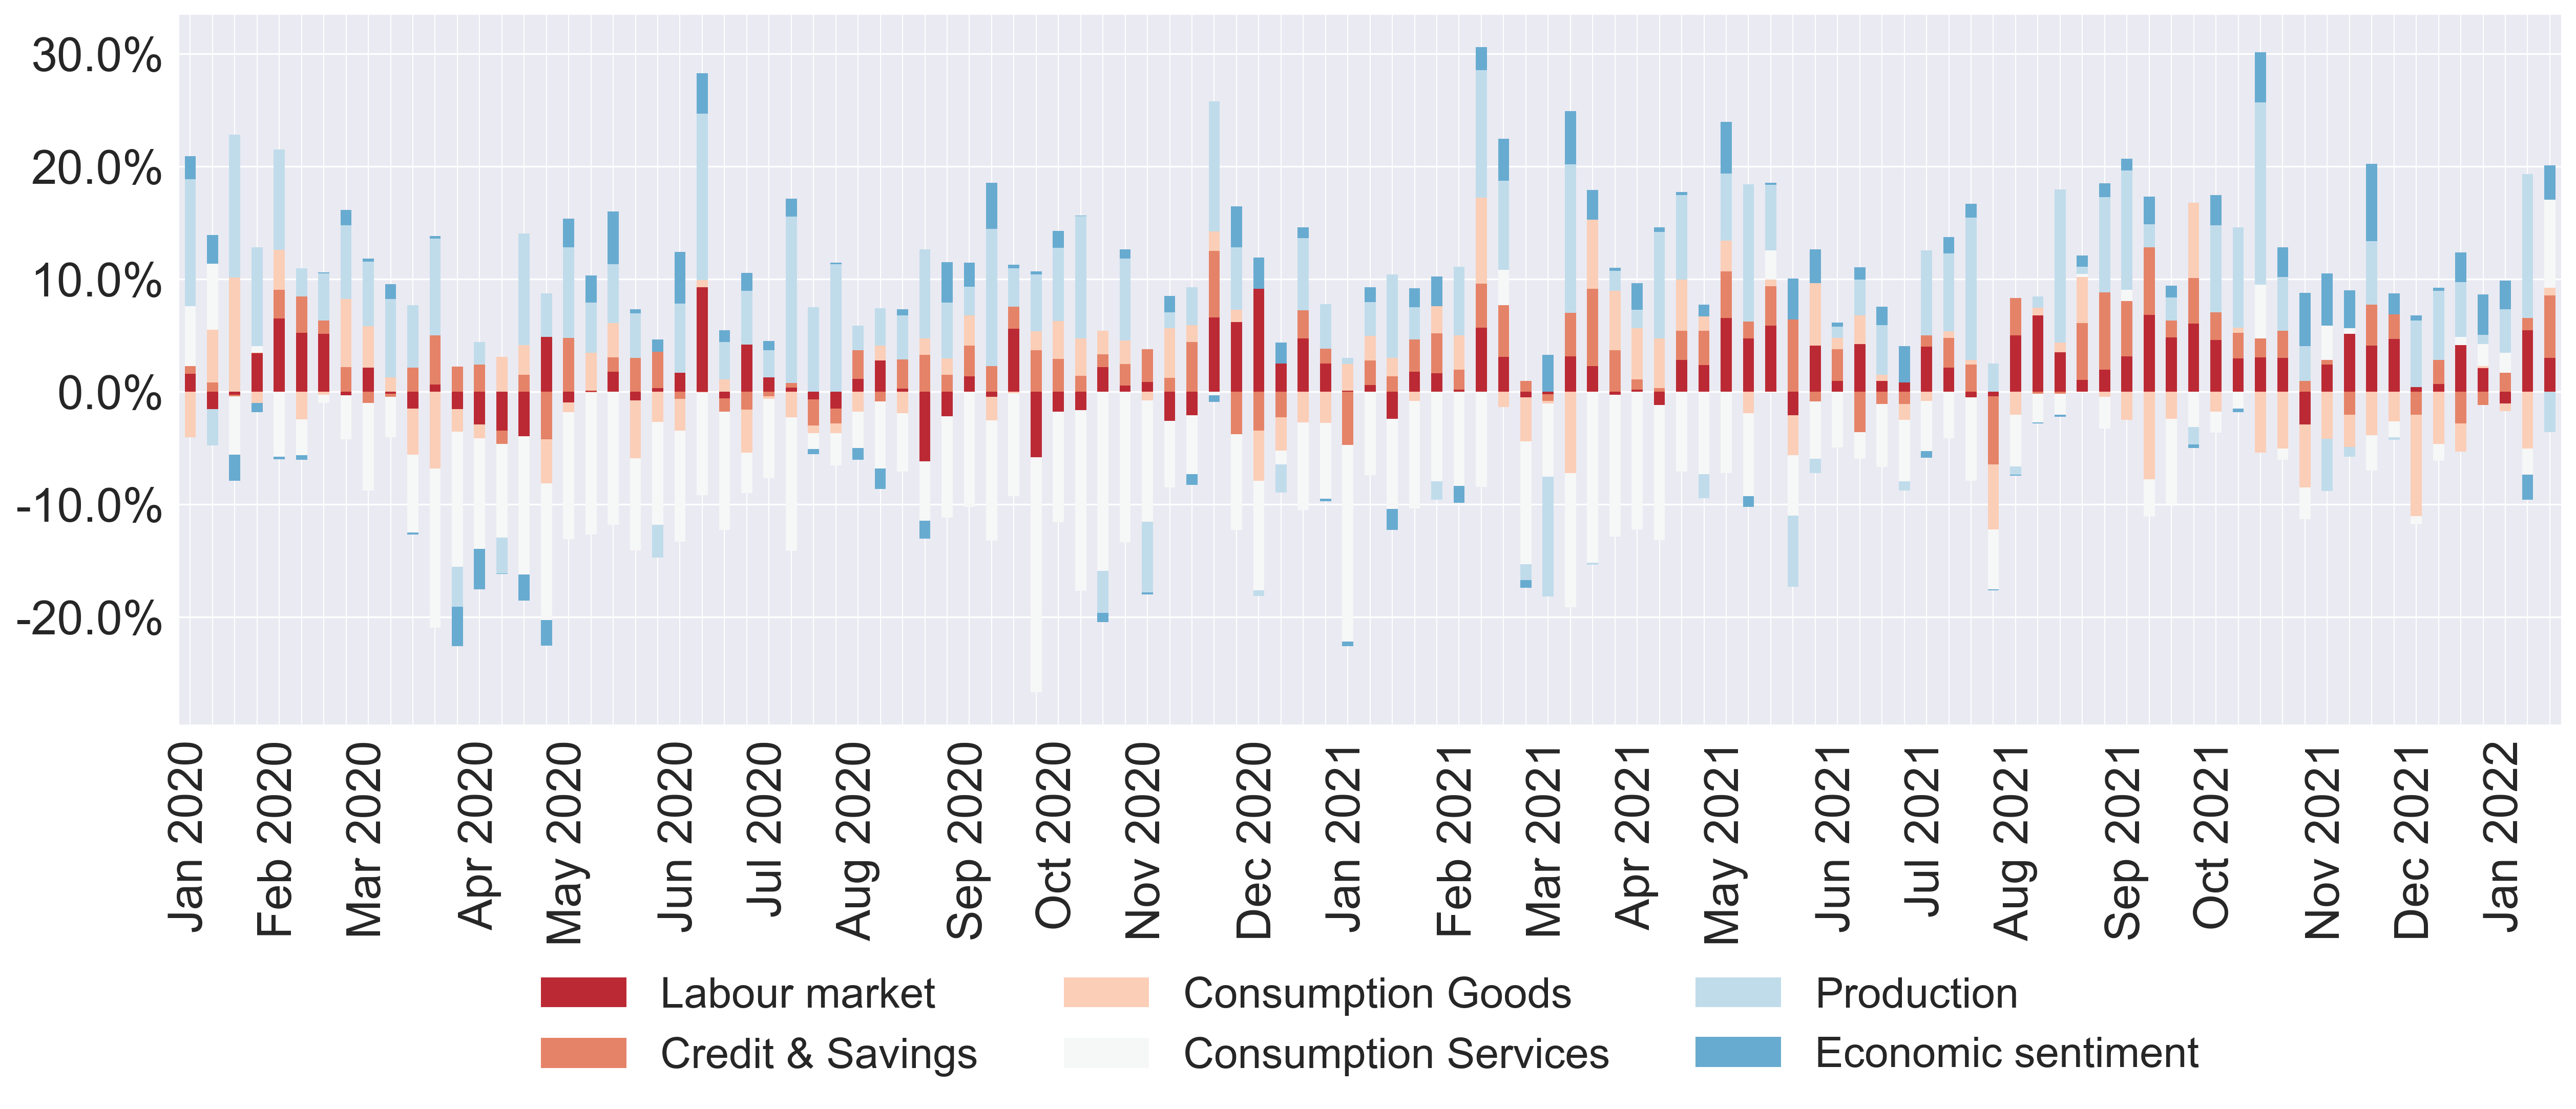 30.0%
20.0%
10.0%
0.0%
-10.0%
-20.0%
Jan 2020
Feb 2020
Mar 2020
Apr 2020
May 2020
Jun 2020
Jul 2020
Aug 2020
Sep 2020
Oct 2020
Nov 2020
Dec 2020
Jan 2021
Feb 2021
Mar 2021
Apr 2021
May 2021
Jun 2021
Jul 2021
Aug 2021
Sep 2021
Oct 2021
Nov 2021
Dec 2021
Jan 2022
Labour market
Consumption Goods
Production
Credit & Savings
Consumption Services
Economic sentiment